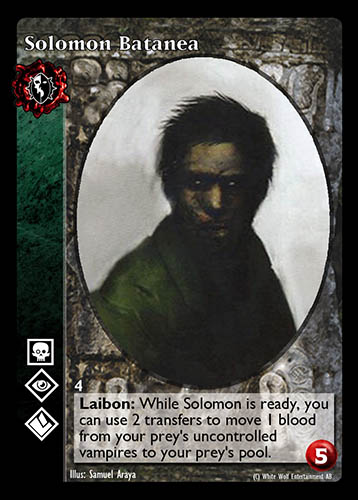 Solomon Batanea
4
Laibon: While Solomon is ready, you
can use 2 transfers to move 1 blood
from your prey's uncontrolled
vampires to your prey's pool.
5
Illus: Samuel Araya (C) White Wolf Entertainment AB